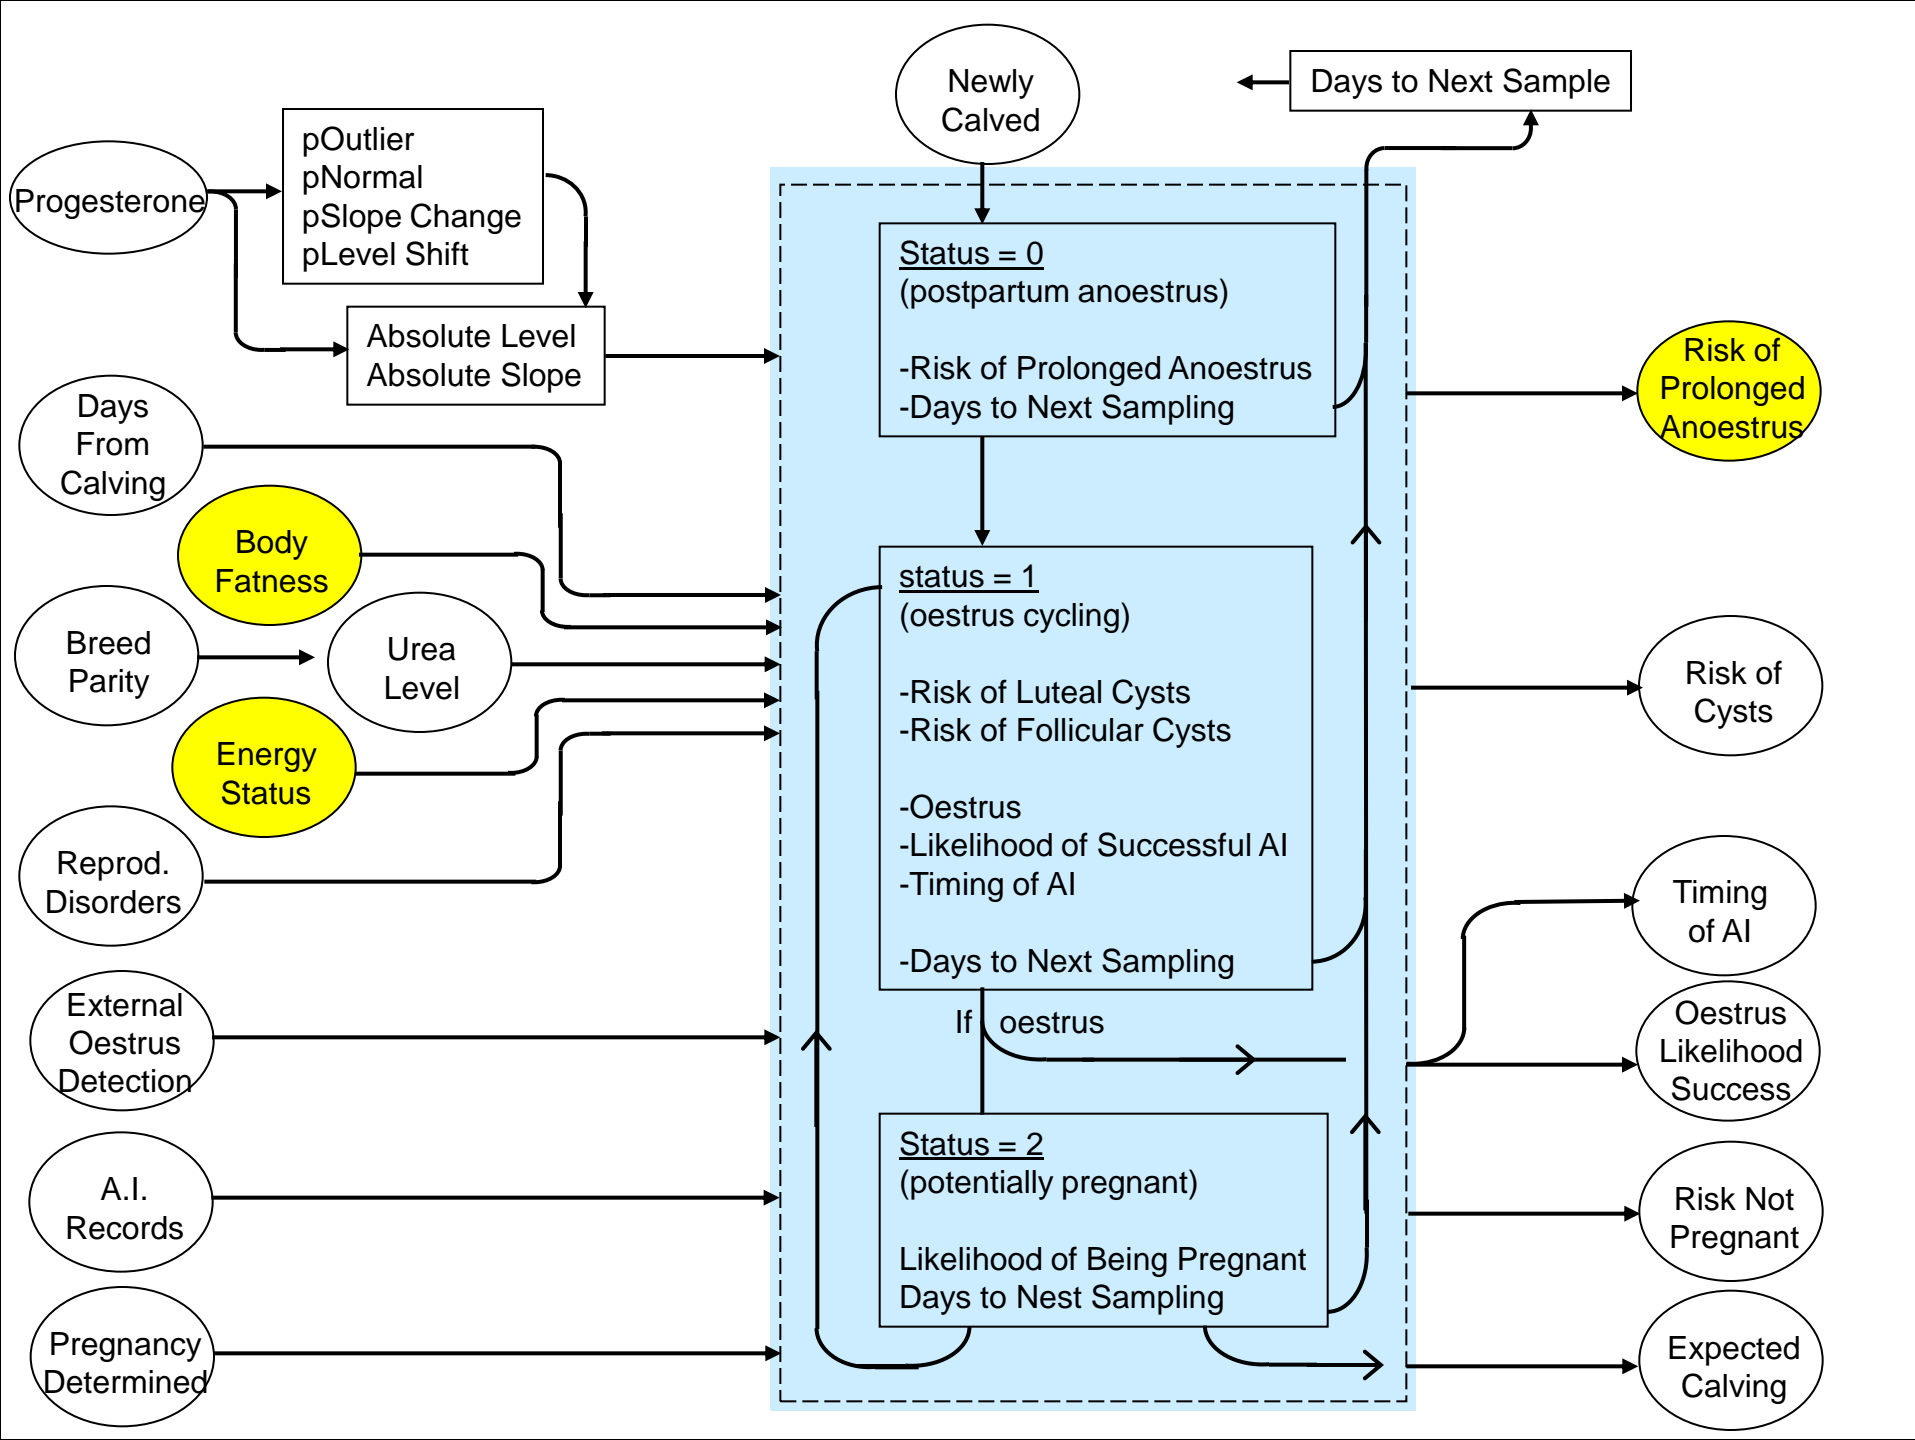 Newly
Calved
Days to Next Sample
pOutlier
pNormal
pSlope Change
pLevel Shift
Progesterone
Absolute Level
Absolute Slope
Days
From
Calving
Body
Fatness
Breed
Parity
Urea
Level
Energy
Status
Reprod.
Disorders
External
Oestrus
Detection
A.I.
Records
Pregnancy
Determined
Status = 0
(postpartum anoestrus)
-Risk of Prolonged Anoestrus
-Days to Next Sampling
status = 1
(oestrus cycling)
-Risk of Luteal Cysts
-Risk of Follicular Cysts
-Oestrus
-Likelihood of Successful AI
-Timing of AI
-Days to Next Sampling
If oestrus
Status = 2
(potentially pregnant)
Likelihood of Being Pregnant
Days to Nest Sampling
Risk of
Prolonged
Anoestrus
Risk of
Cysts
Timing
of AI
Oestrus
Likelihood
Success
Risk Not
Pregnant
Expected
Calving